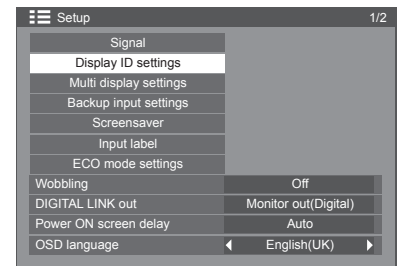 Setup 1/2
Signal
Display ID settings
Multi display settings
Backup input settings
Screensaver
Input label
ECO mode settings
Wobbling Off
DIGITAL LINK out Monitor out(Digital)
Power ON screen delay Auto
OSD language English(UK)